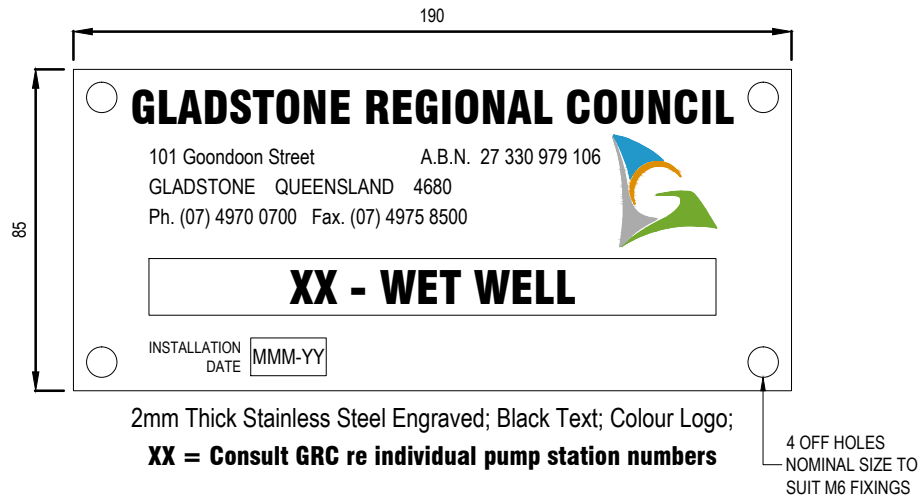 190
85
GLADSTONE REGIONAL COUNCIL
101 Goondoon Street A.B.N. 27 330 979 106
GLADSTONE QUEENSLAND 4680
Ph. (07) 4970 0700 Fax. (07) 4975 8500
XX - WET WELL
INSTALLATION
DATE MMM-YY
2mm Thick Stainless Steel Engraved; Black Text; Colour Logo;
XX = Consult GRC re individual pump station numbers
4 OFF HOLES
NOMINAL SIZE TO
SUIT M6 FIXINGS